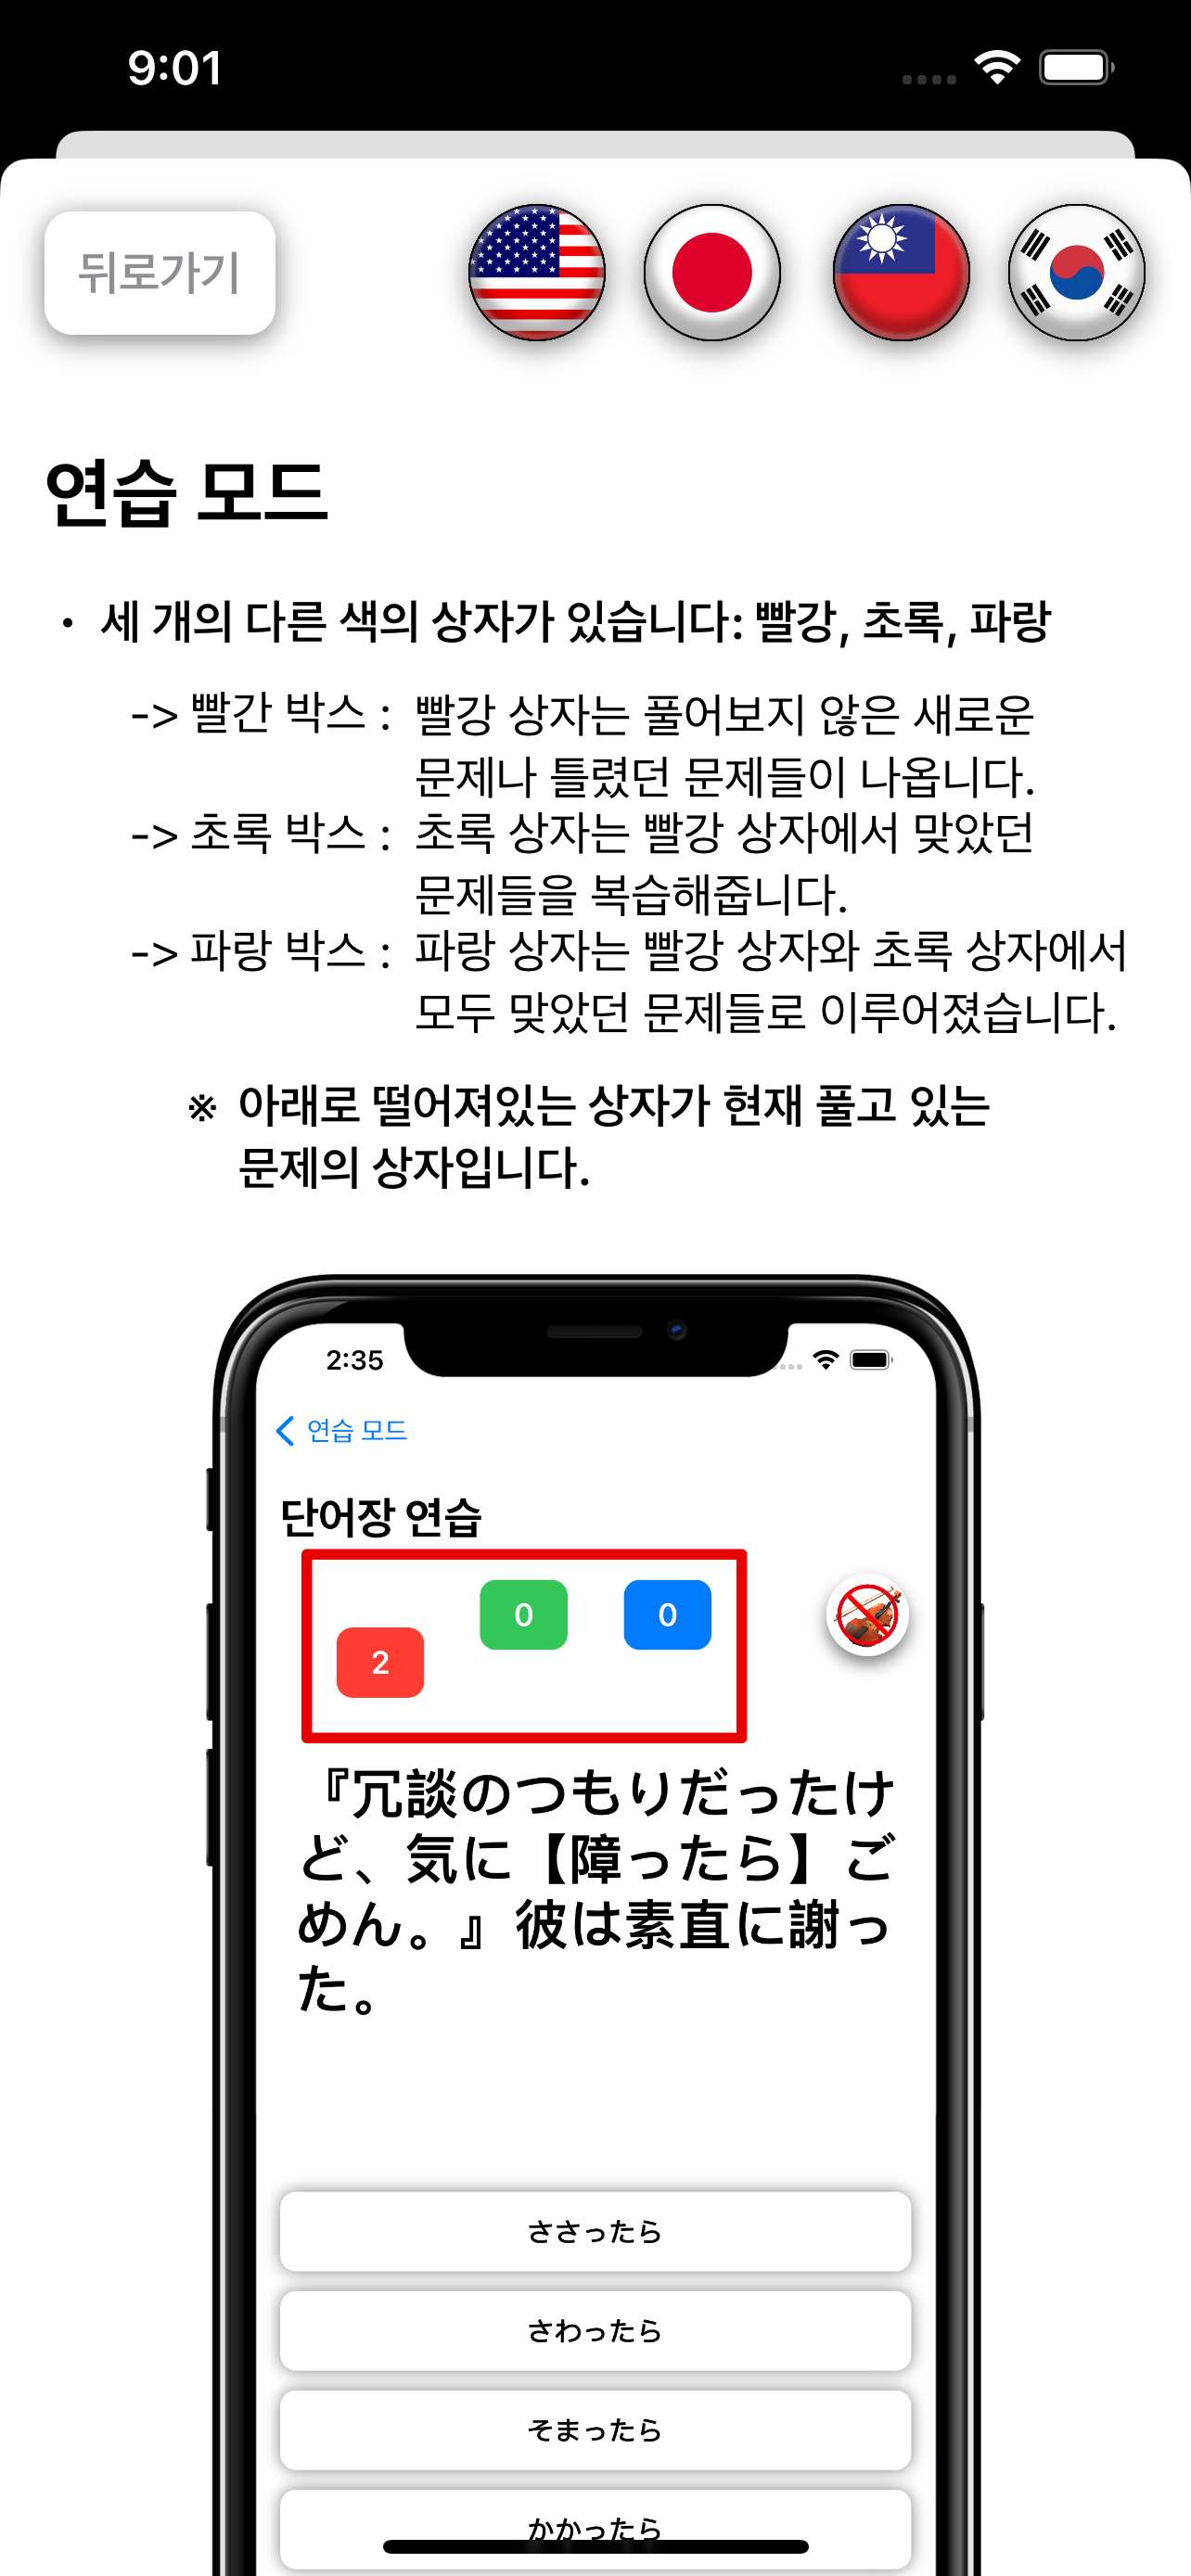 9:01
뒤로가기
연습 모드
• 세 개의 다른 색의 상자가 있습니다: 빨강, 초록, 파랑
-> 빨간 박스 : 빨강 상자는 풀어보지 않은 새로운
문제나 틀렸던 문제들이 나옵니다.
-> 초록 박스 : 초록 상자는 빨강 상자에서 맞았던
문제들을 복습해줍니다.
-> 파랑 박스 : 파랑 상자는 빨강 상자와 초록 상자에서
모두 맞았던 문제들로 이루어졌습니다.
※ 아래로 떨어져있는 상자가 현재 풀고 있는
문제의 상자입니다.
2:35
연습 모드
단어장 연습
2 0 0
『冗談のつもりだったけ
ど、気に【障ったら】ご
めん。』彼は素直に謝っ
た。
ささったら
さわったら
そまったら
かかったら